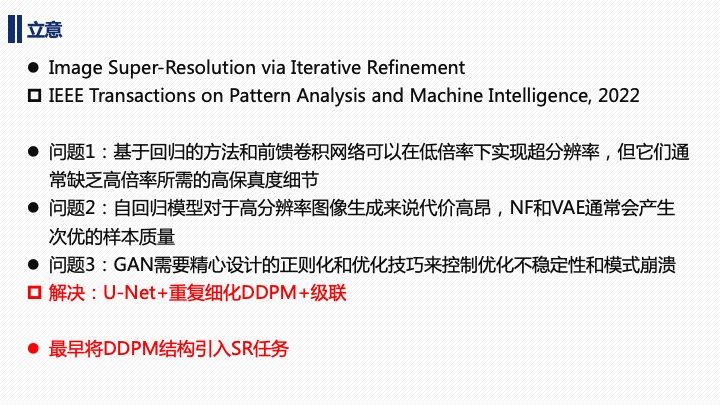 立意
Image Super-Resolution via Iterative Refinement
IEEE Transactions on Pattern Analysis and Machine Intelligence, 2022
问题1：基于回归的方法和前馈卷积网络可以在低倍率下实现超分辨率，但它们通
常缺乏高倍率所需的高保真度细节
问题2：自回归模型对于高分辨率图像生成来说代价高昂，NF和VAE通常会产生
次优的样本质量
问题3：GAN需要精心设计的正则化和优化技巧来控制优化不稳定性和模式崩溃
解决：U-Net+重复细化DDPM+级联
最早将DDPM结构引入SR任务